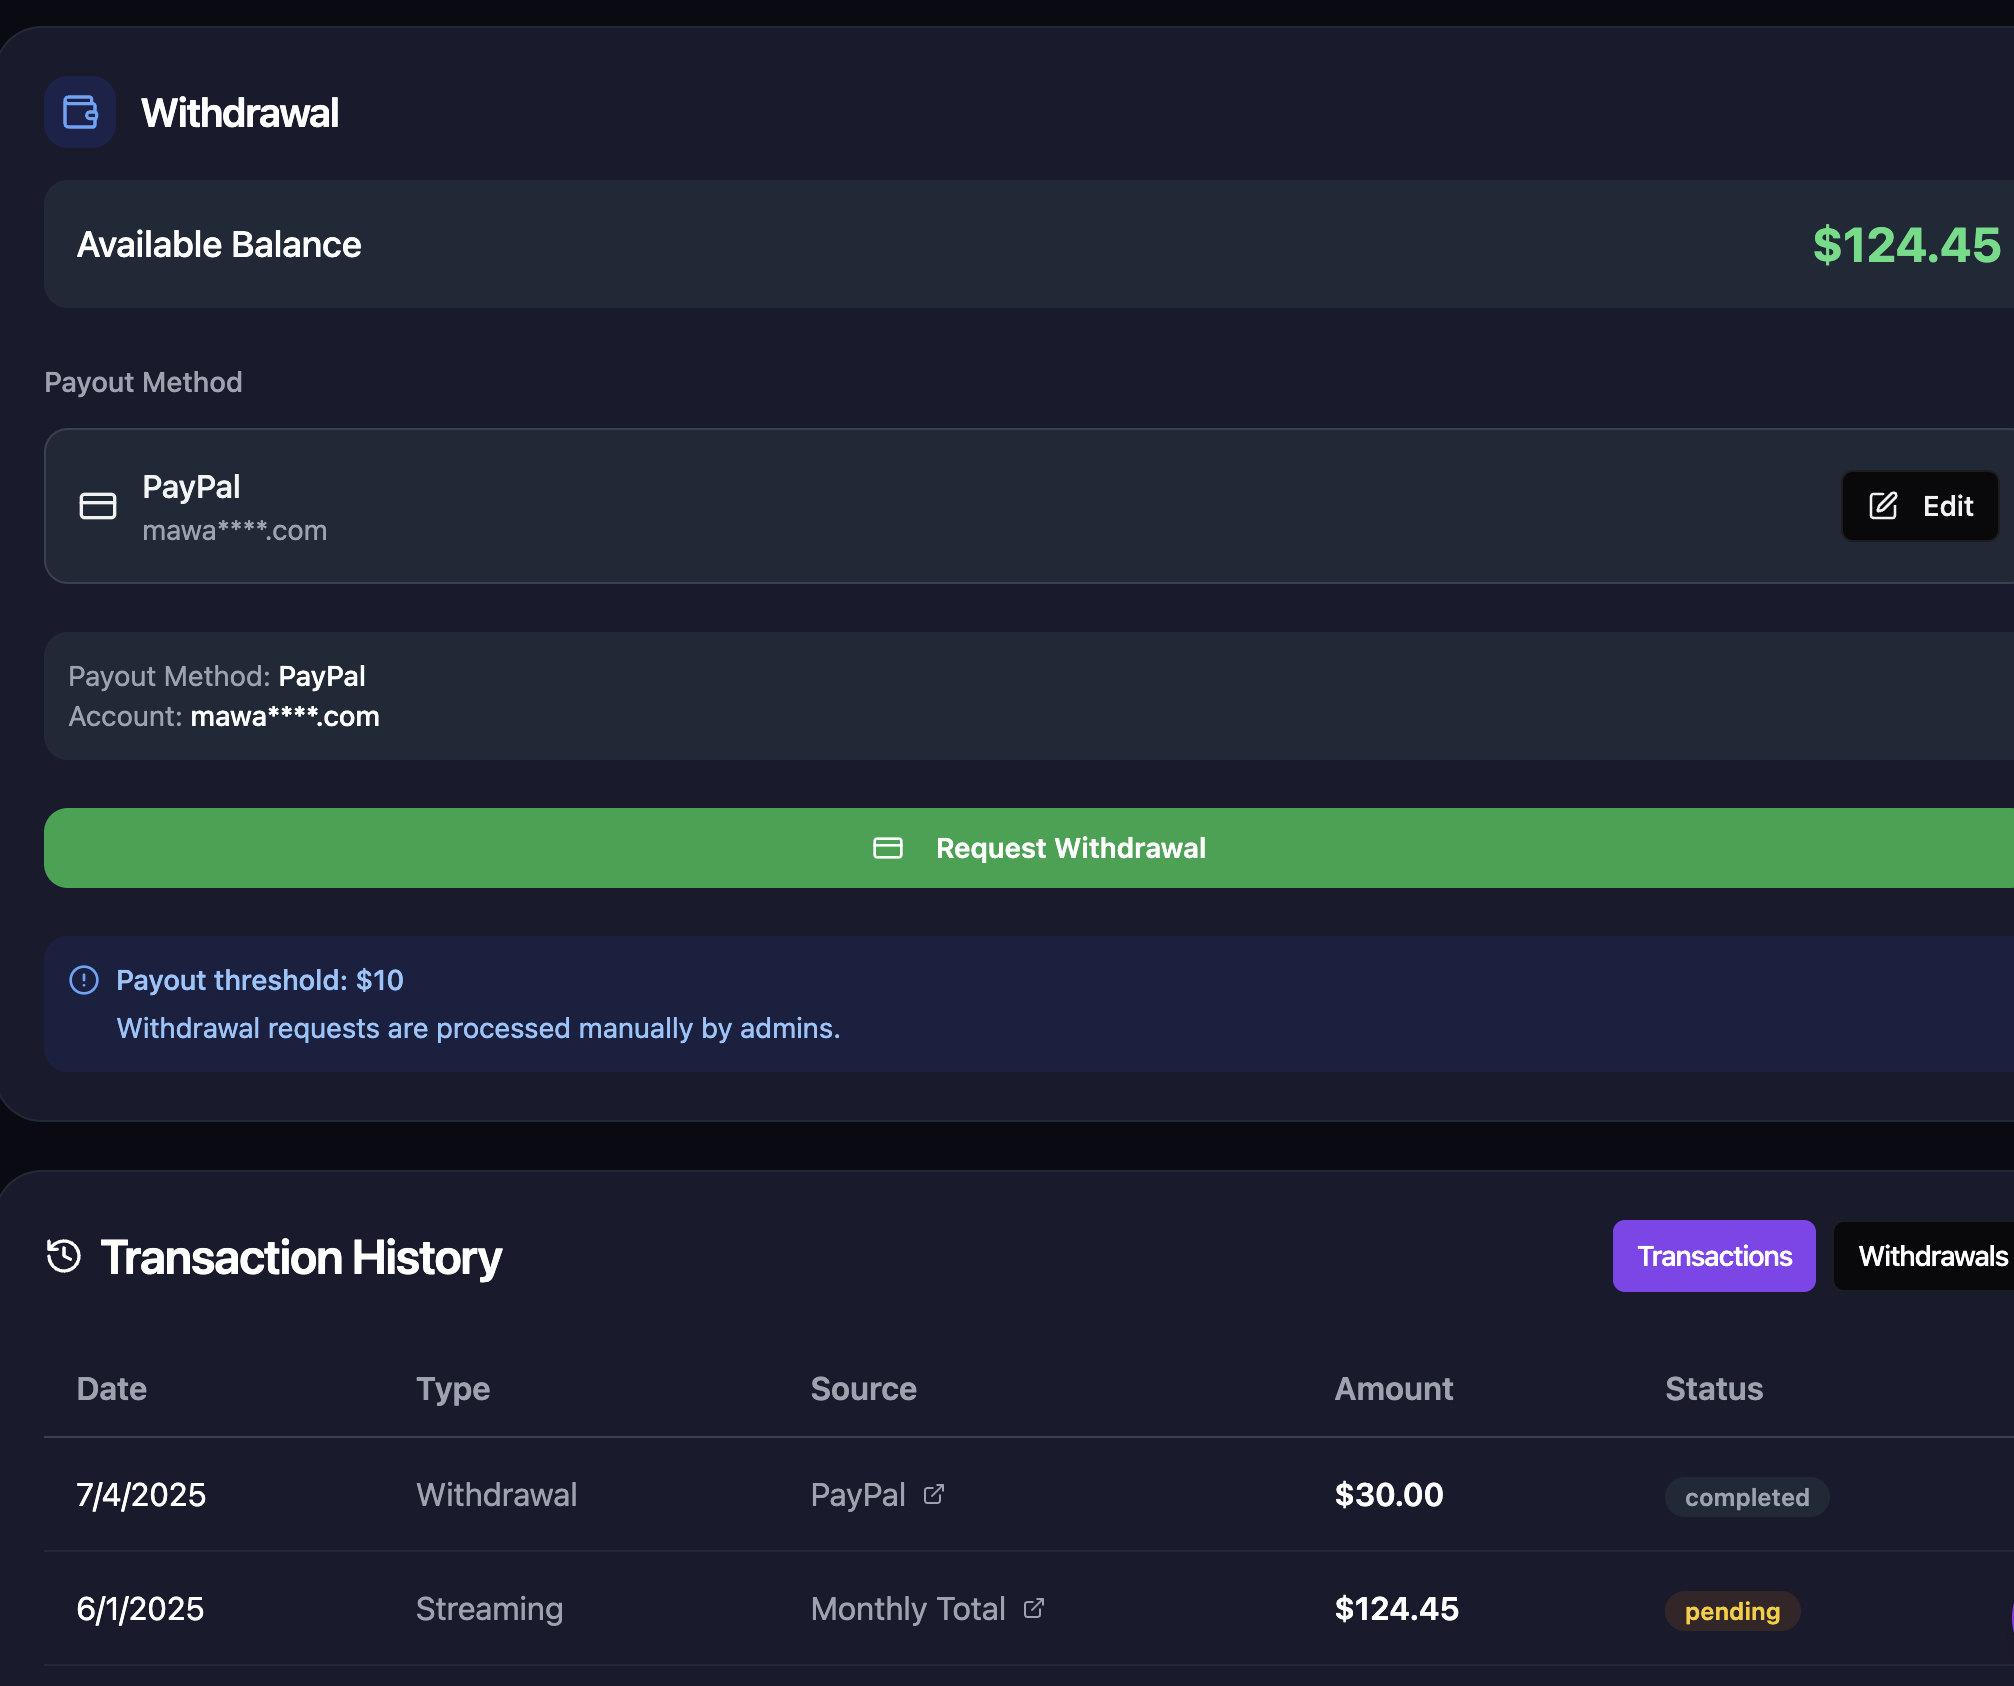 Withdrawal
Available Balance $124.45
Payout Method
PayPal
mawa****.com
Edit
Payout Method: PayPal
Account: mawa****.com
Request Withdrawal
Payout threshold: $10
Withdrawal requests are processed manually by admins.
Transaction History Transactions Withdrawals
Date Type Source Amount Status
7/4/2025 Withdrawal PayPal $30.00 completed
6/1/2025 Streaming Monthly Total $124.45 pending